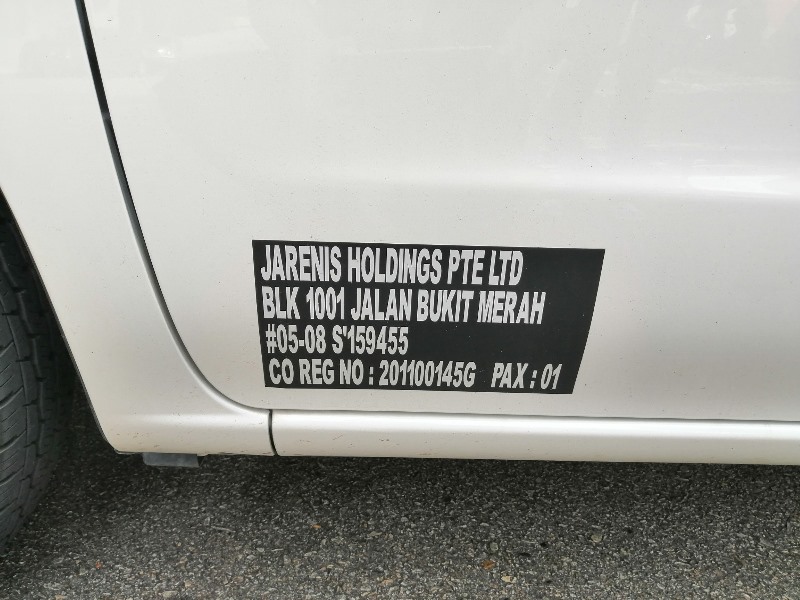 JARENIS HOLDINGS PTE LTD
BLK 1001 JALAN BUKIT MERAH
#05-08 S'159455
CO REG NO : 201100145G PAX : 01